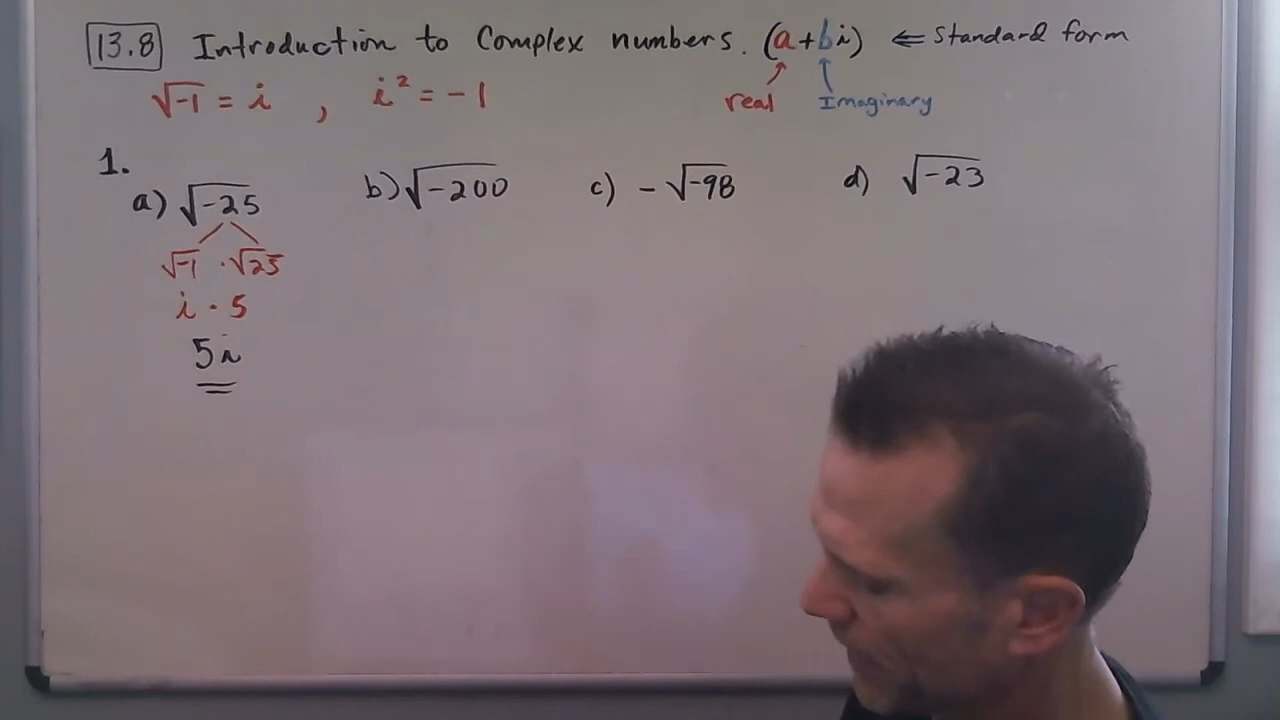 13.8 Introduction to Complex numbers. (a+bi) ⇐ Standard form
√-1 = i , i² = -1 real Imaginary
1.
a) √-25 b) √-200 c) -√-98 d) √-23
√-1 · √25
i · 5
5i